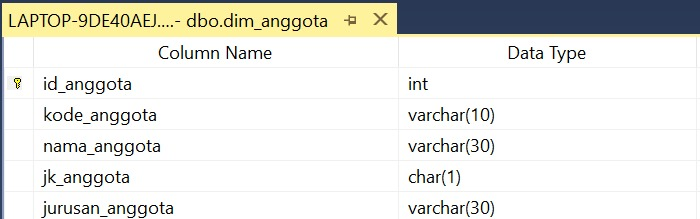 LAPTOP-9DE40AEJ....- dbo.dim_anggota
Column Name Data Type
id_anggota int
kode_anggota varchar(10)
nama_anggota varchar(30)
jk_anggota char(1)
jurusan_anggota varchar(30)